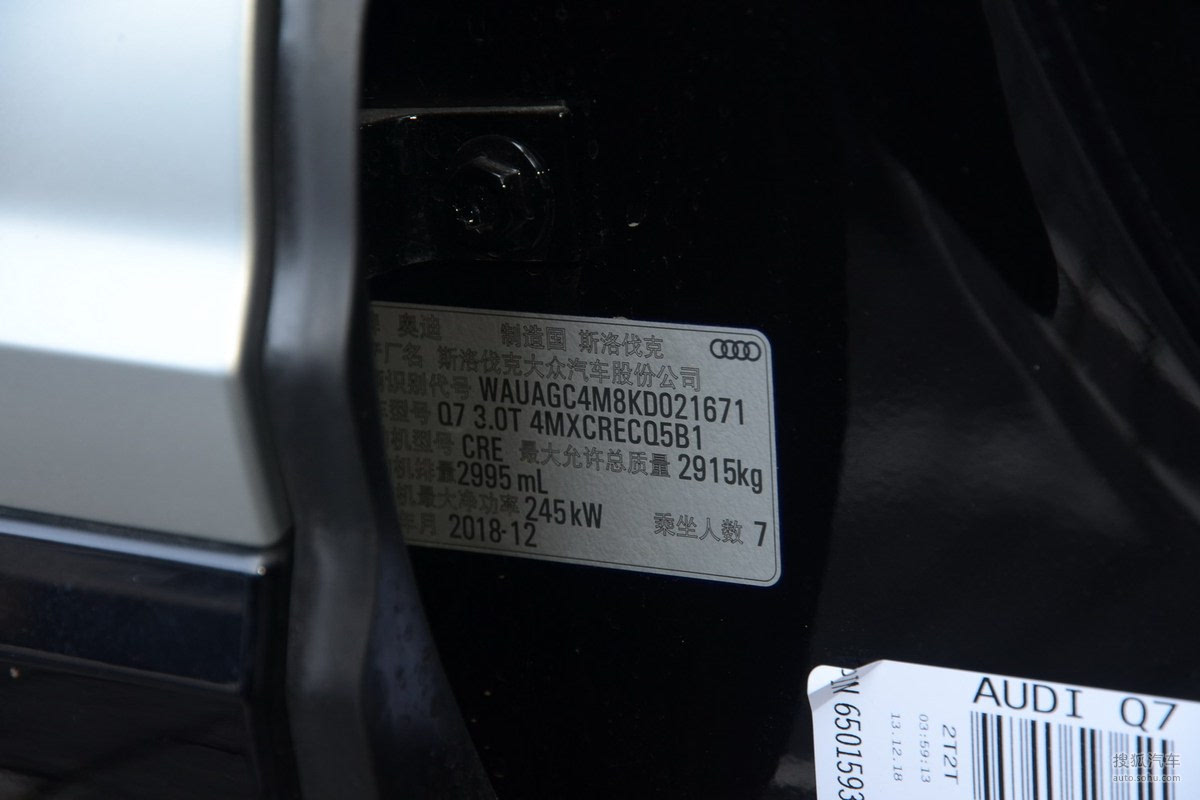 奥迪 制造国 斯洛伐克
厂名 斯洛伐克大众汽车股份公司
识别代号 WAUAGC4M8KD021671
型号 Q7 3.0T 4MXCRECQ5B1
机型号 CRE 最大允许总质量 2915kg
机排量 2995 mL
机最大净功率 245 kW 乘坐人数 7
年月 2018-12
AUDI Q7
PIN 6501593
13.12.18
03:59:13
2T2T
搜狐汽车
auto.sohu.com